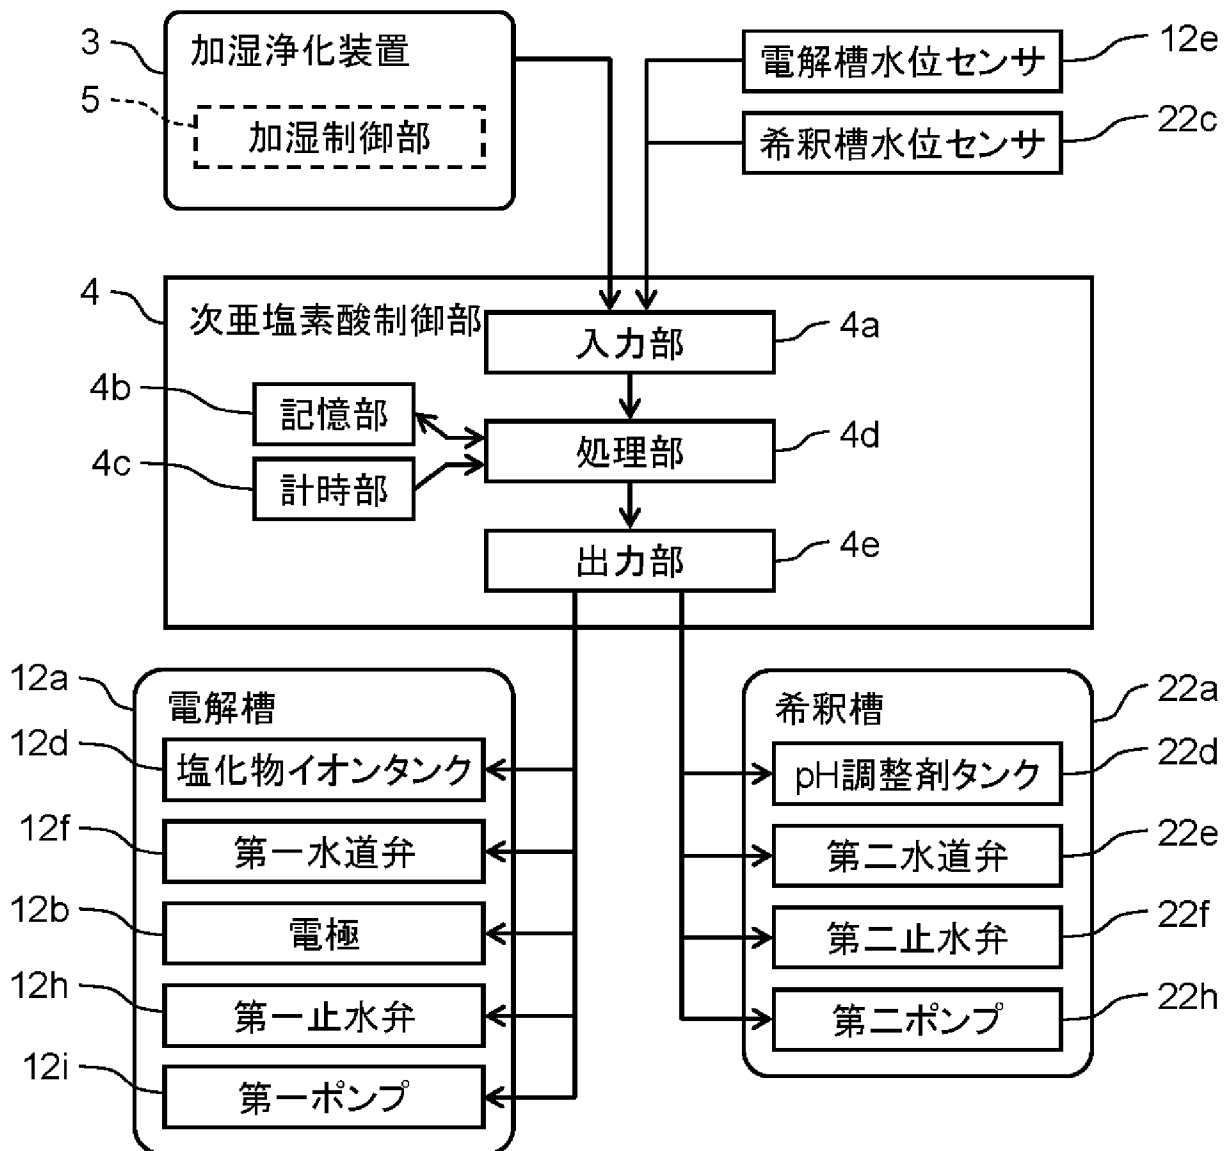 3
加湿浄化装置
5
加湿制御部
電解槽水位センサ
12e
希釈槽水位センサ
22c
4
次亜塩素酸制御部
入力部
4a
4b
記憶部
処理部
4d
4c
計時部
出力部
4e
12a
電解槽
12d
塩化物イオンタンク
12f
第一水道弁
12b
電極
12h
第一止水弁
12i
第一ポンプ
希釈槽
22a
pH調整剤タンク
22d
第二水道弁
22e
第二止水弁
22f
第二ポンプ
22h